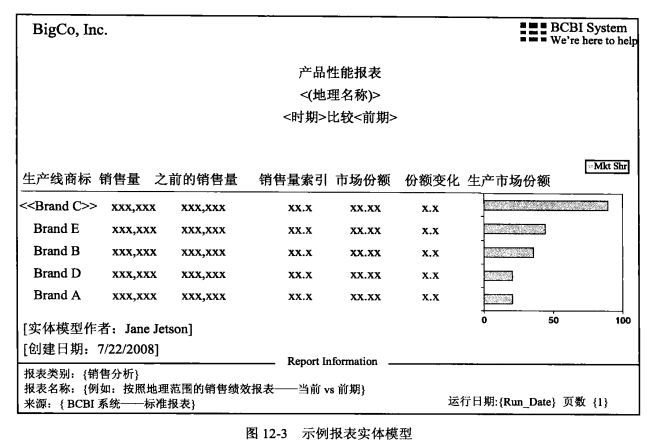 BigCo, Inc.
BCBI System
We're here to help
产品性能报表
<(地理名称)>
<时期>比较<前期>
Mkt Shr
生产线商标 销售量 之前的销售量 销售量索引 市场份额 份额变化 生产市场份额
<<Brand C>> xxx,xxx xxx,xxx xx.x xx.xx x.x
Brand E xxx,xxx xxx,xxx xx.x xx.xx x.x
Brand B xxx,xxx xxx,xxx xx.x xx.xx x.x
Brand D xxx,xxx xxx,xxx xx.x xx.xx x.x
Brand A xxx,xxx xxx,xxx xx.x xx.xx x.x
0 50 100
[实体模型作者：Jane Jetson]
[创建日期：7/22/2008]
Report Information
报表类别：{销售分析}
报表名称：{例如：按照地理范围的销售绩效报表——当前 vs 前期}
来源：{ BCBI 系统——标准报表}
运行日期:{Run_Date} 页数 {1}
图 12-3 示例报表实体模型